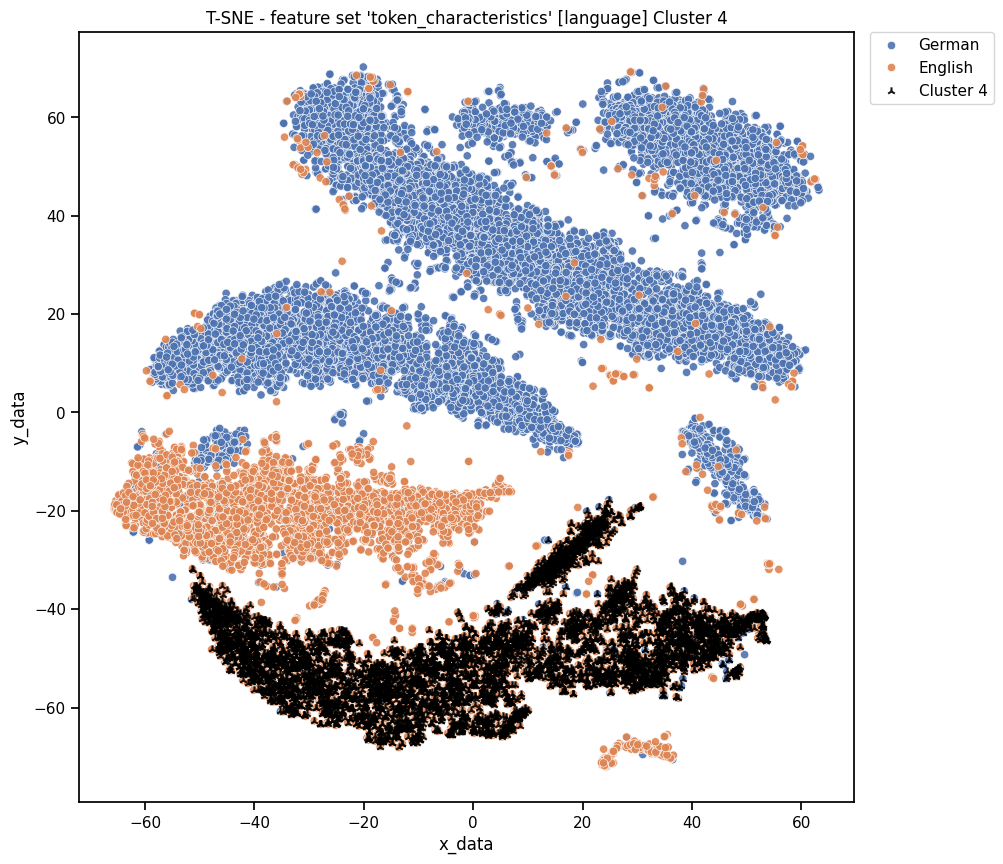 T-SNE - feature set 'token_characteristics' [language] Cluster 4
German
English
Cluster 4
y_data
60
40
20
0
−20
−40
−60
−60
−40
−20
0
20
40
60
x_data